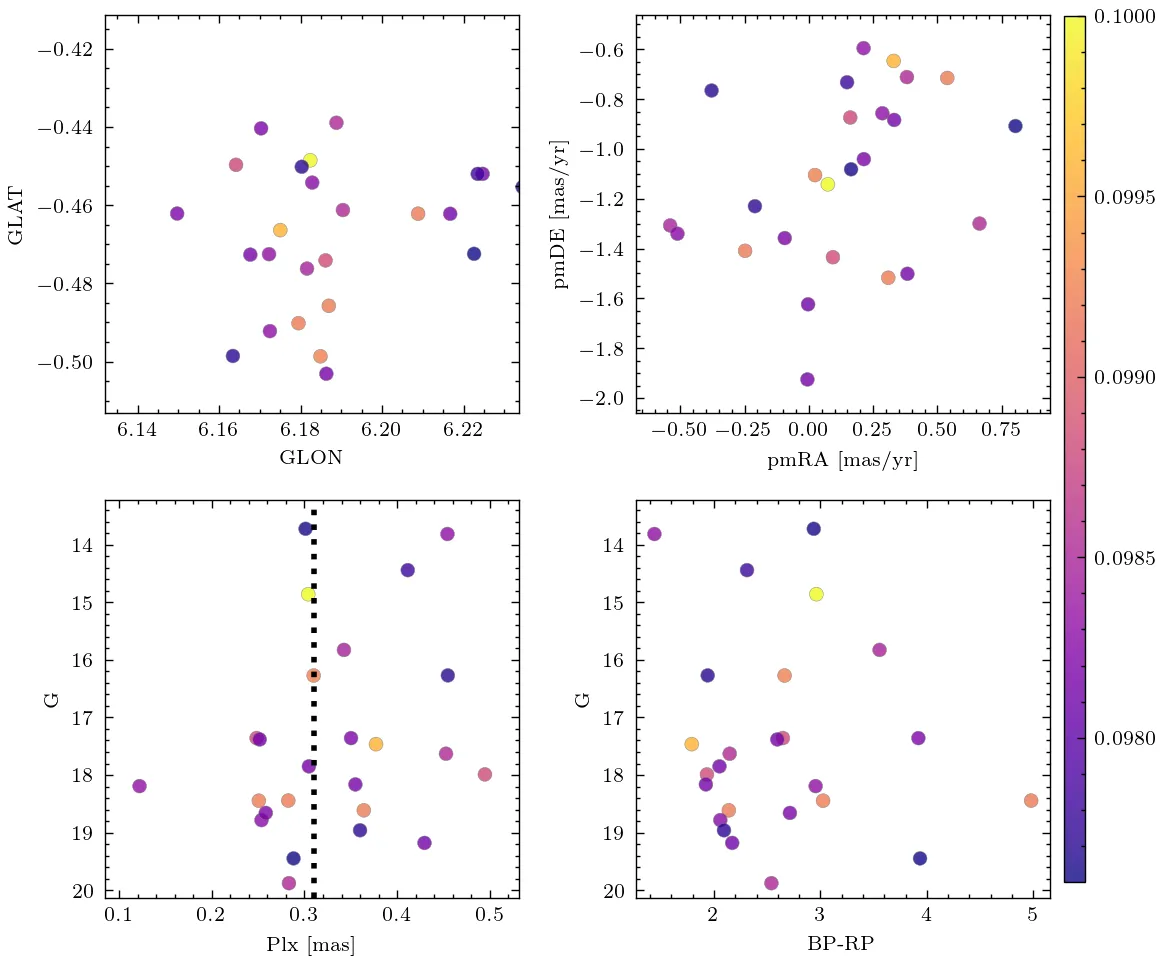 −0.42
−0.44
−0.46
−0.48
−0.50
GLAT
6.14 6.16 6.18 6.20 6.22
GLON
−0.6
−0.8
−1.0
−1.2
−1.4
−1.6
−1.8
−2.0
pmDE [mas/yr]
−0.50 −0.25 0.00 0.25 0.50 0.75
pmRA [mas/yr]
0.1000
0.0995
0.0990
0.0985
0.0980
14
15
16
17
18
19
20
G
0.1 0.2 0.3 0.4 0.5
Plx [mas]
14
15
16
17
18
19
20
G
2 3 4 5
BP-RP